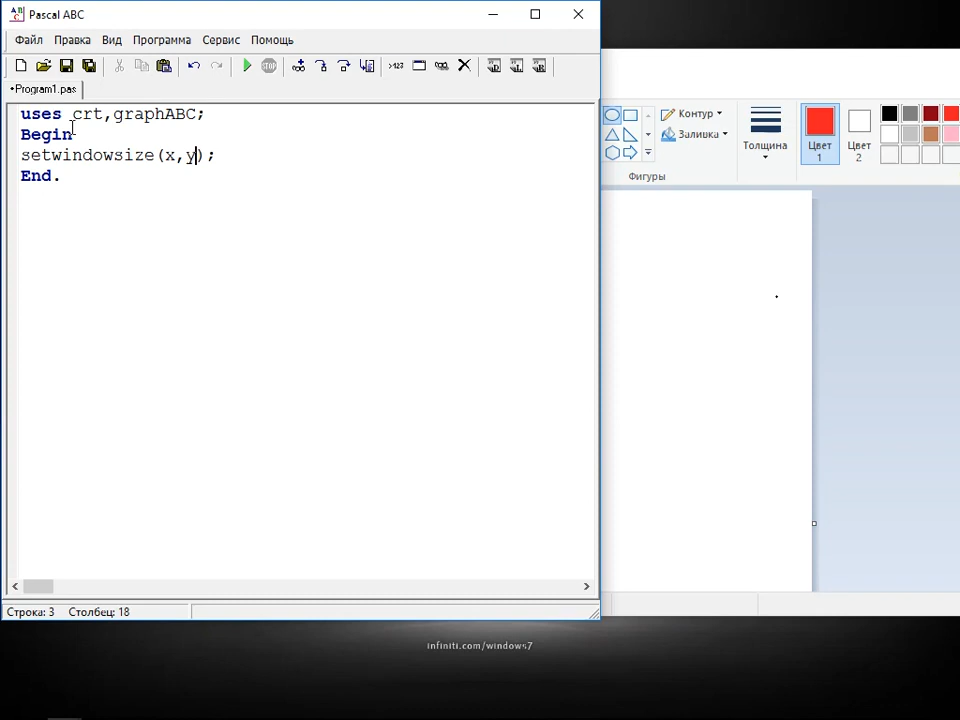 Pascal ABC
Файл Правка Вид Программа Сервис Помощь
•Program1.pas
uses crt,graphABC;
Begin
setwindowsize(x,y);
End.
Строка: 3 Столбец: 18
Контур
Заливка
Фигуры
Толщина
Цвет 1
Цвет 2
infiniti.com/windows7